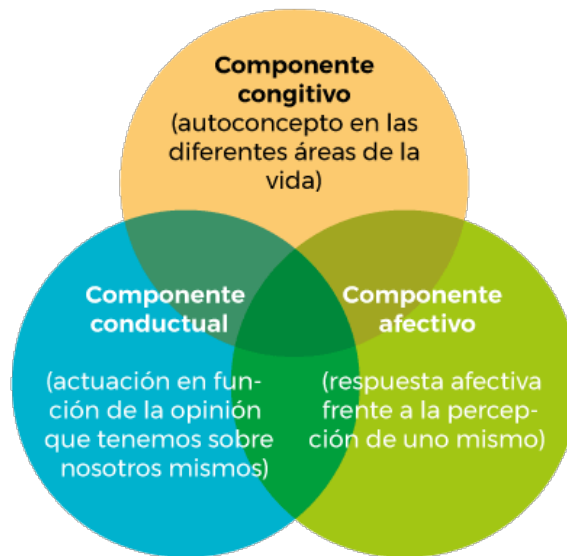 Componente
congitivo
(autoconcepto en las
diferentes áreas de la
vida)
Componente
conductual
(actuación en fun-
ción de la opinión
que tenemos sobre
nosotros mismos)
Componente
afectivo
(respuesta afectiva
frente a la percep-
ción de uno mismo)